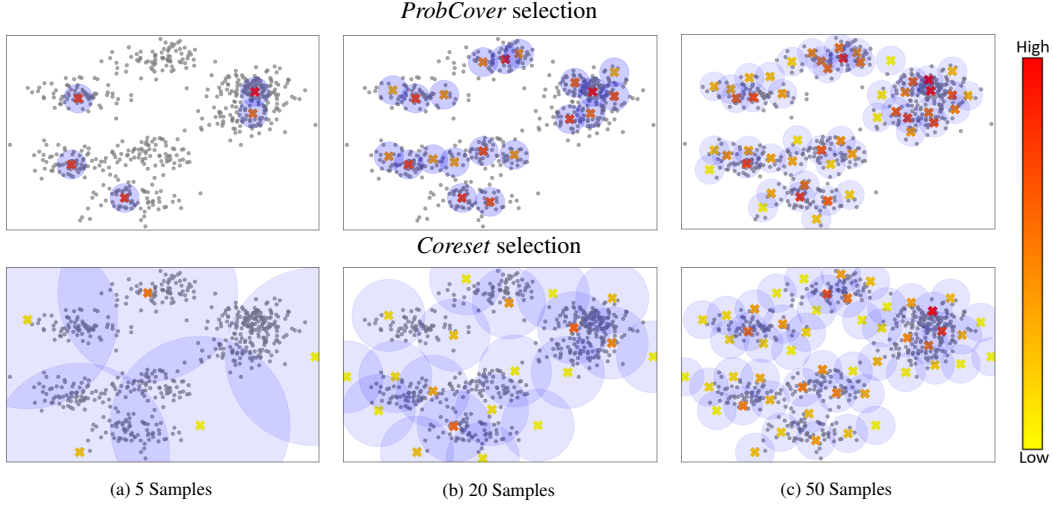 ProbCover selection
High
Coreset selection
Low
(a) 5 Samples
(b) 20 Samples
(c) 50 Samples